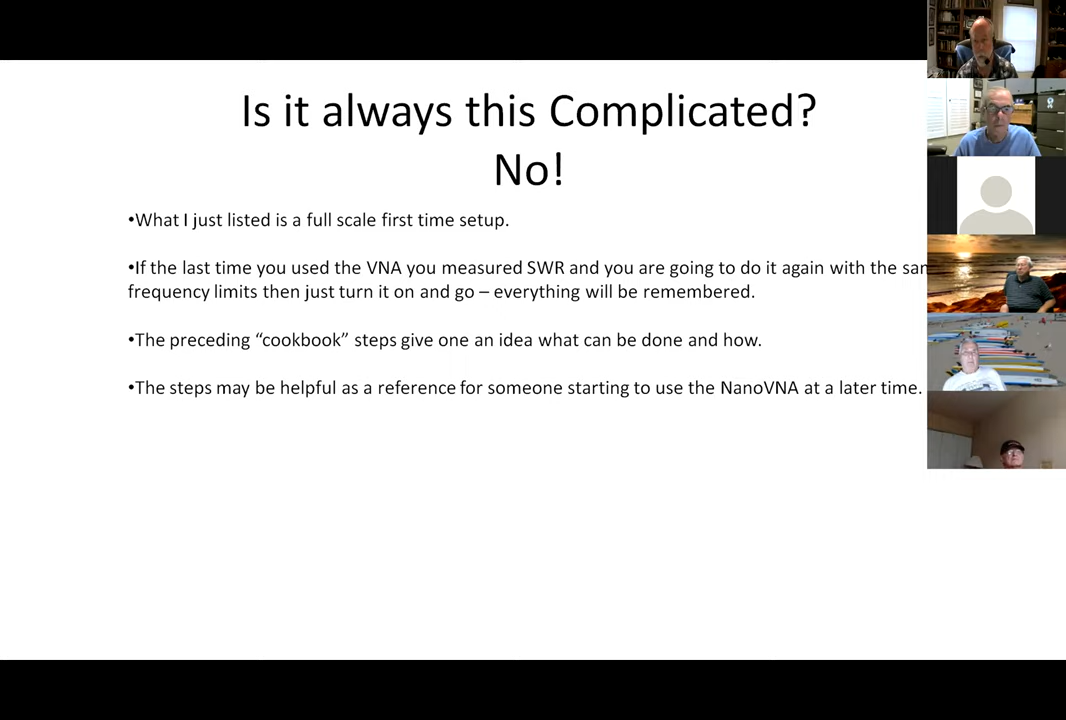 Is it always this Complicated?
No!
•What I just listed is a full scale first time setup.
•If the last time you used the VNA you measured SWR and you are going to do it again with the
frequency limits then just turn it on and go – everything will be remembered.
•The preceding “cookbook” steps give one an idea what can be done and how.
•The steps may be helpful as a reference for someone starting to use the NanoVNA at a later time.